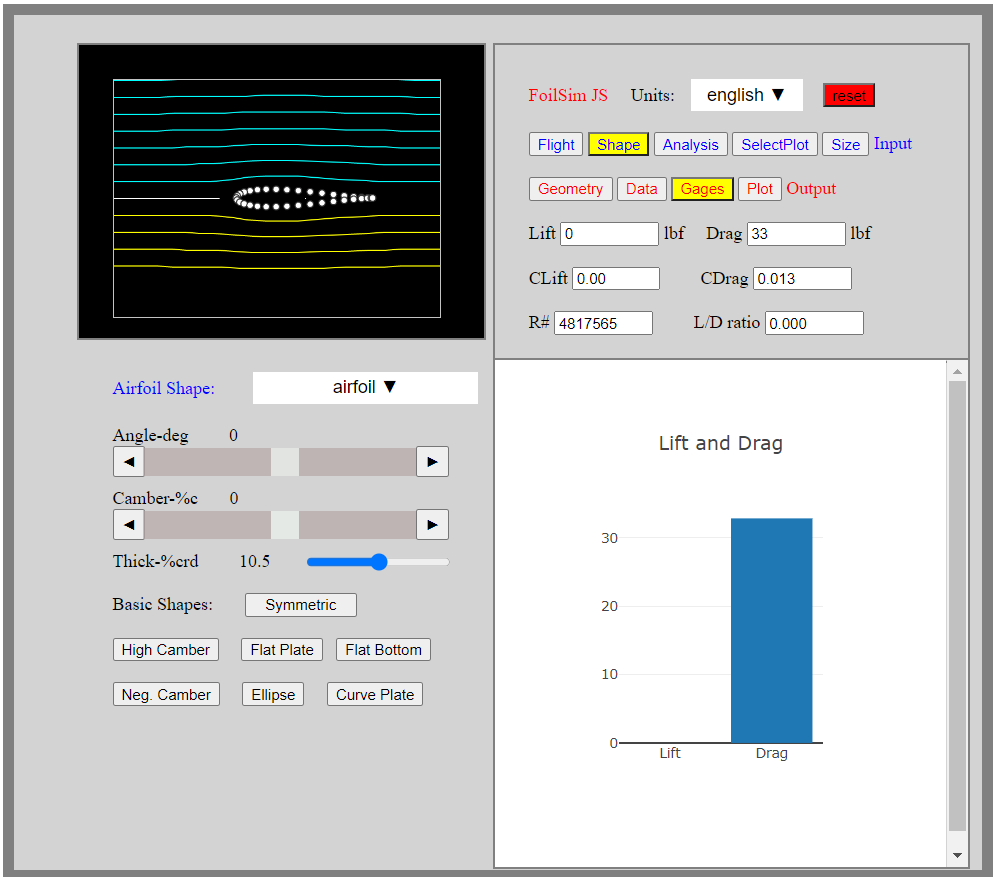 FoilSim JS Units: english ▼ reset
Flight Shape Analysis SelectPlot Size Input
Geometry Data Gages Plot Output
Lift 0 lbf Drag 33 lbf
CLift 0.00 CDrag 0.013
R# 4817565 L/D ratio 0.000
Airfoil Shape: airfoil ▼
Angle-deg 0
◄ ►
Camber-%c 0
◄ ►
Thick-%crd 10.5
Basic Shapes: Symmetric
High Camber Flat Plate Flat Bottom
Neg. Camber Ellipse Curve Plate
Lift and Drag
30
20
10
0
Lift Drag